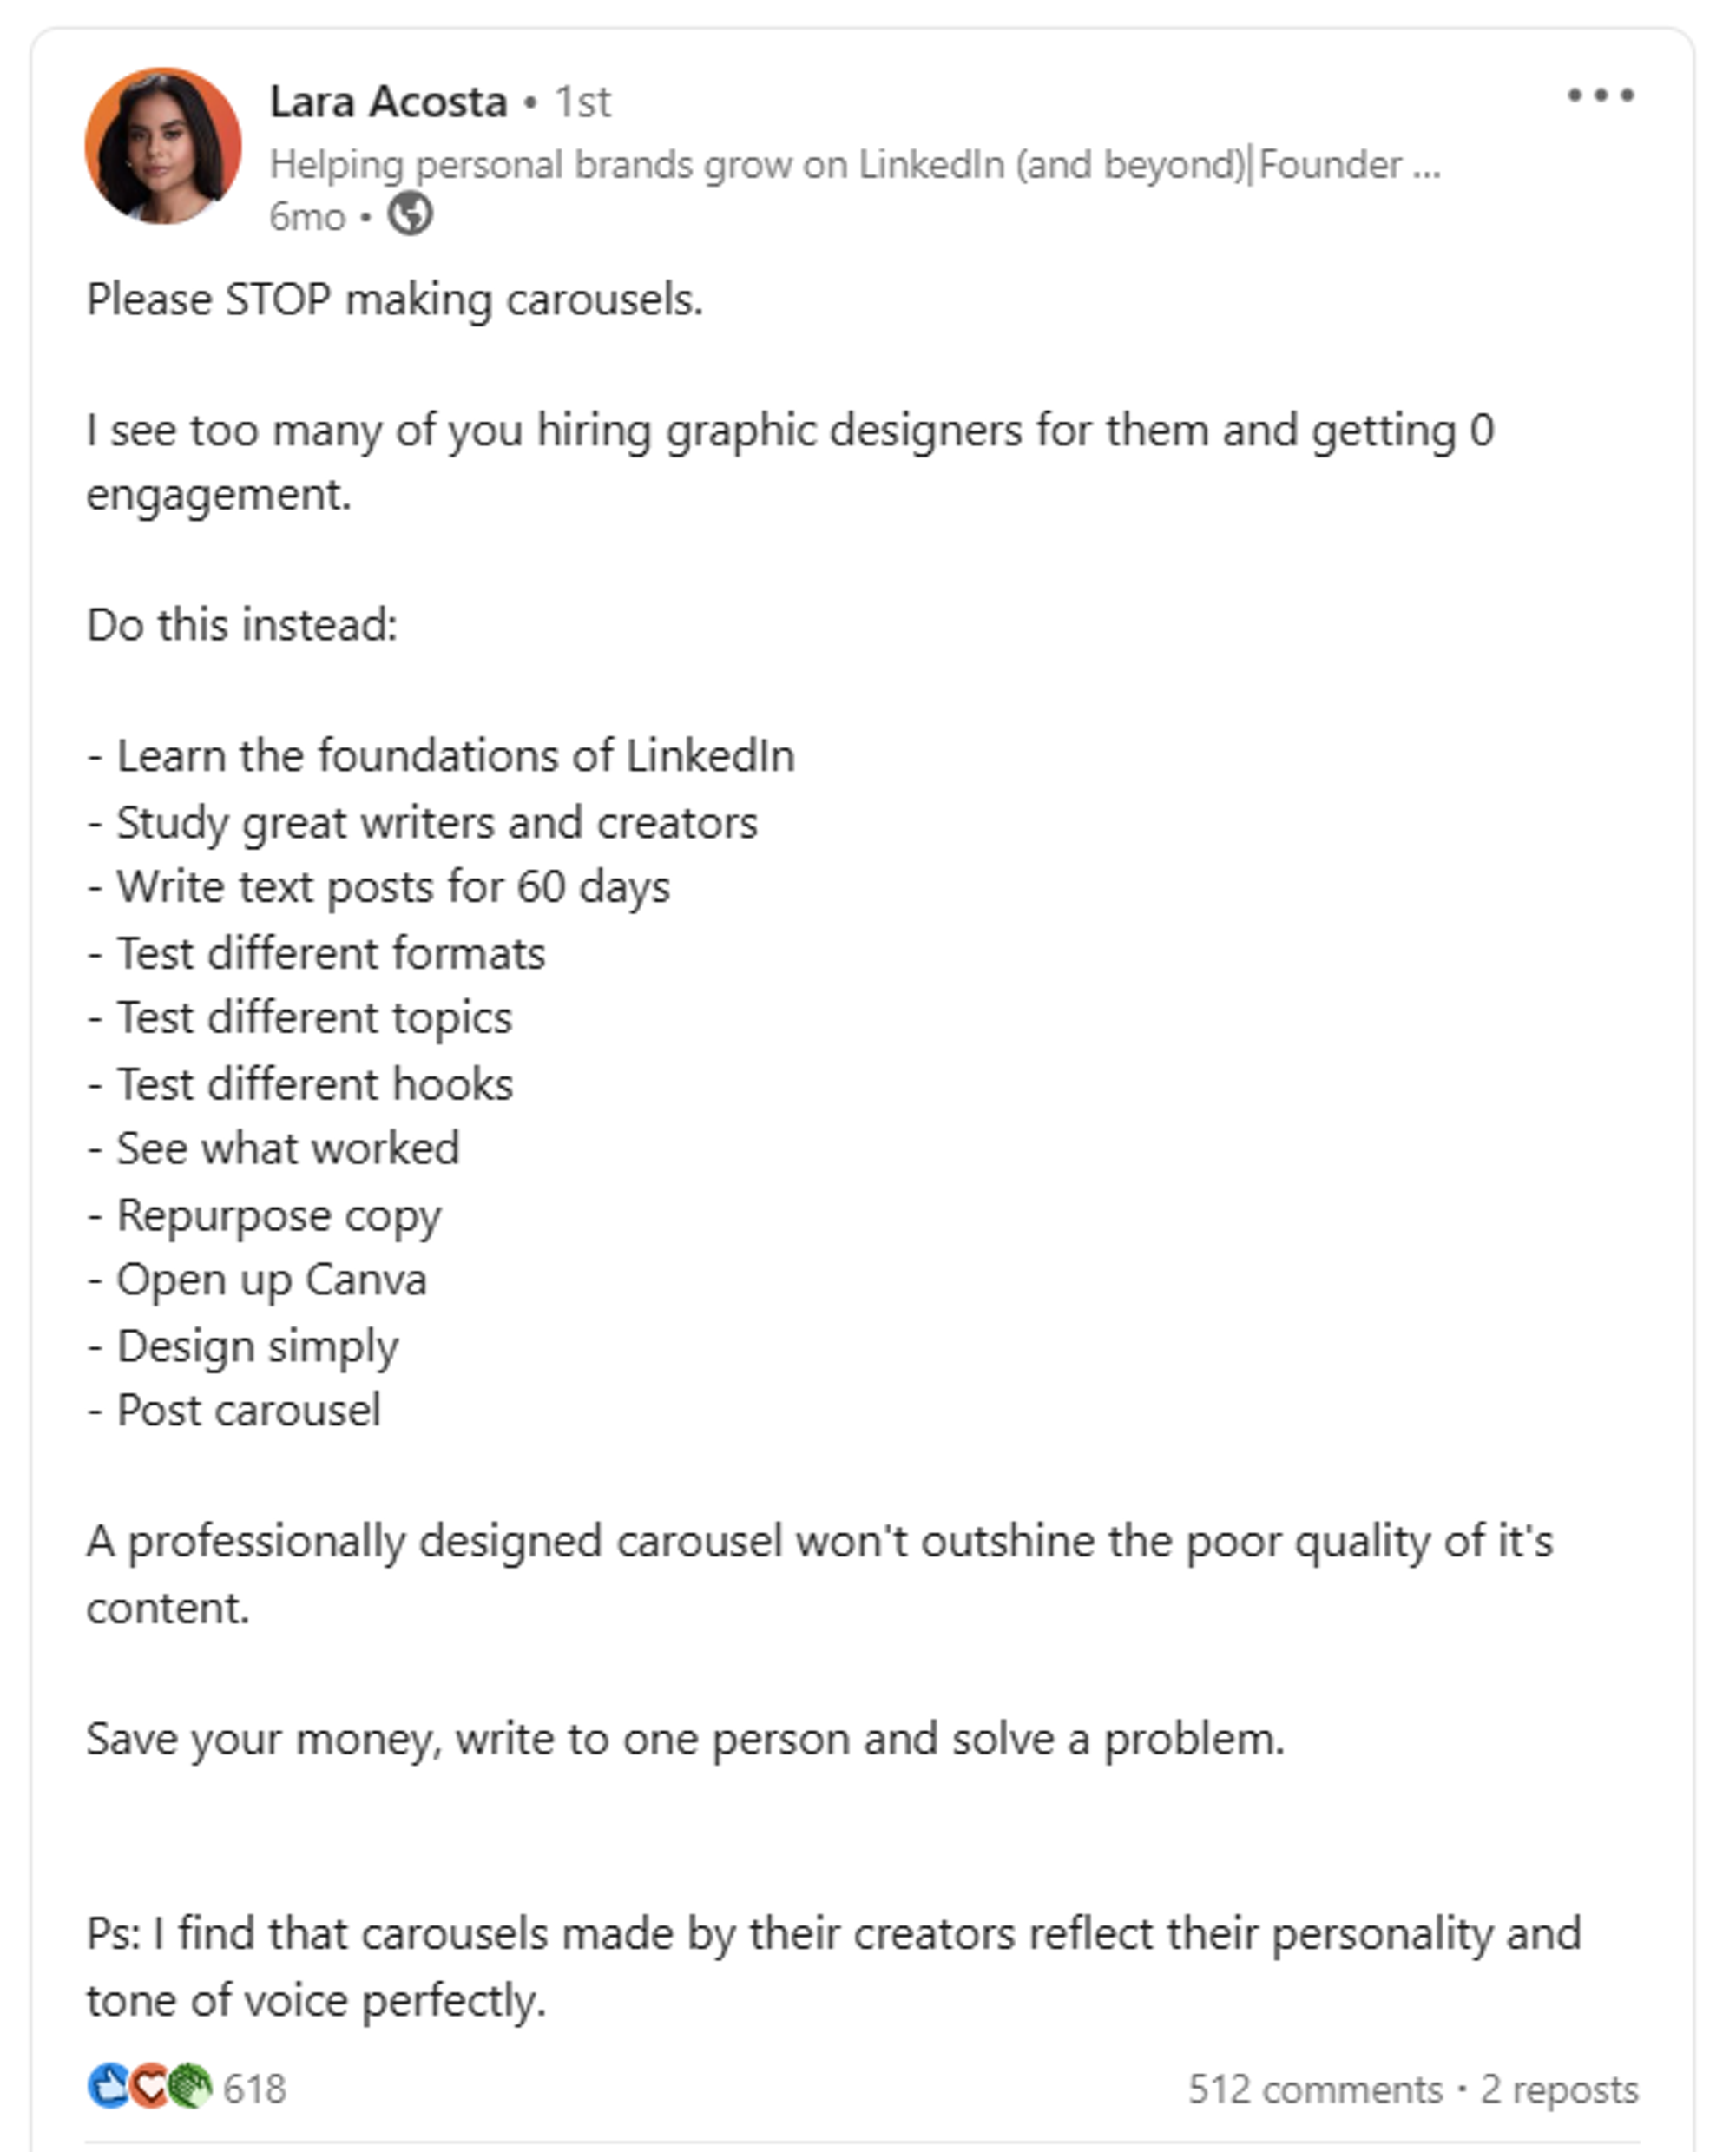 Lara Acosta • 1st
Helping personal brands grow on LinkedIn (and beyond)|Founder ...
6mo •
Please STOP making carousels.
I see too many of you hiring graphic designers for them and getting 0
engagement.
Do this instead:
- Learn the foundations of LinkedIn
- Study great writers and creators
- Write text posts for 60 days
- Test different formats
- Test different topics
- Test different hooks
- See what worked
- Repurpose copy
- Open up Canva
- Design simply
- Post carousel
A professionally designed carousel won't outshine the poor quality of it's
content.
Save your money, write to one person and solve a problem.
Ps: I find that carousels made by their creators reflect their personality and
tone of voice perfectly.
618
512 comments · 2 reposts